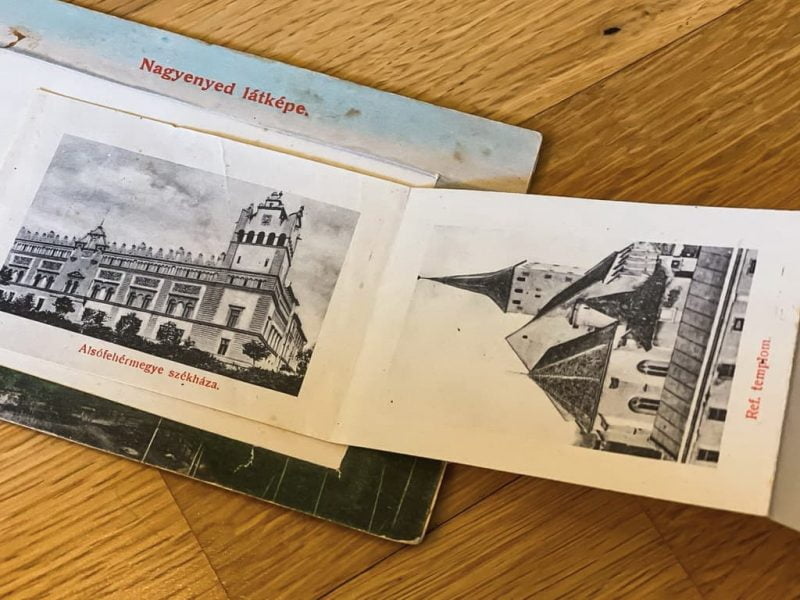 Nagyenyed látképe.
Alsófehérmegye székháza.
Ref. templom.